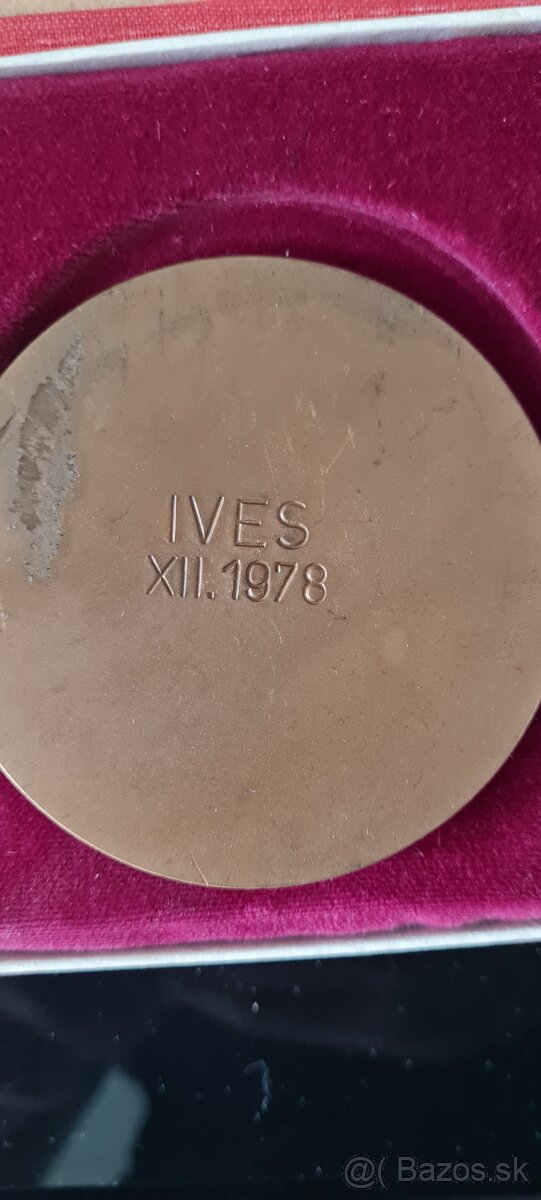 IVES
XII.1978
@( Bazos.sk